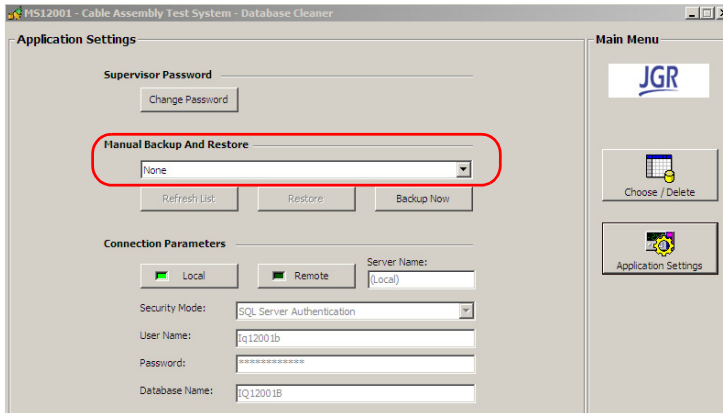 MS12001 - Cable Assembly Test System - Database Cleaner
Application Settings
Main Menu
Supervisor Password
JGR
Change Password
Manual Backup And Restore
None
Refresh List
Restore
Backup Now
Choose / Delete
Connection Parameters
Server Name:
Local
Remote
(Local)
Application Settings
Security Mode:
SQL Server Authentication
User Name:
Iq12001b
Password:
************
Database Name:
IQ12001B